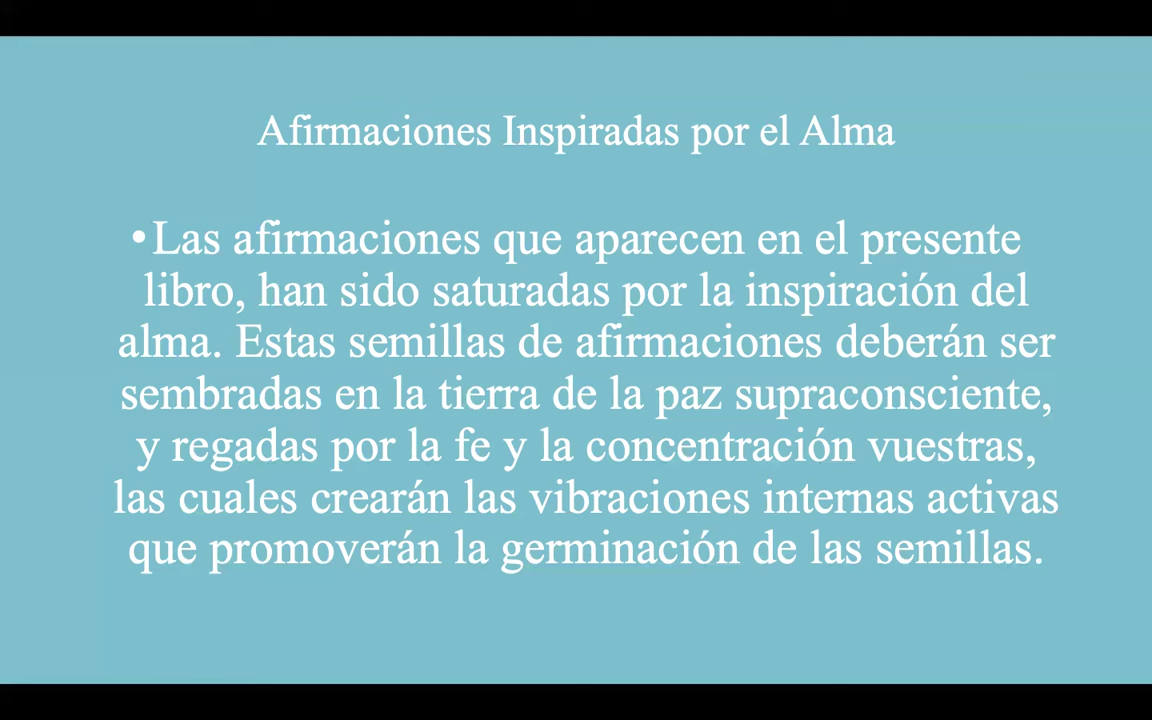 Afirmaciones Inspiradas por el Alma
•Las afirmaciones que aparecen en el presente
libro, han sido saturadas por la inspiración del
alma. Estas semillas de afirmaciones deberán ser
sembradas en la tierra de la paz supraconsciente,
y regadas por la fe y la concentración vuestras,
las cuales crearán las vibraciones internas activas
que promoverán la germinación de las semillas.